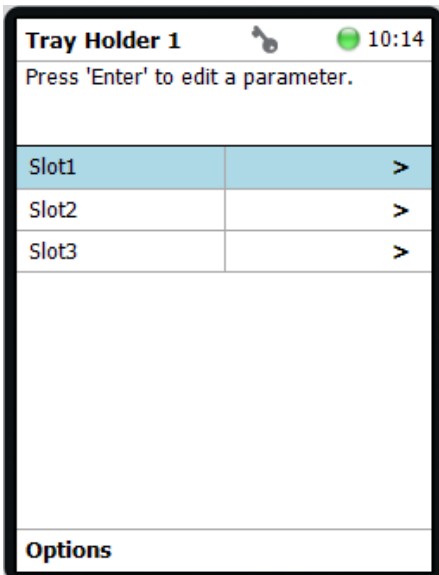 Tray Holder 1 10:14
Press 'Enter' to edit a parameter.
Slot1 >
Slot2 >
Slot3 >
Options